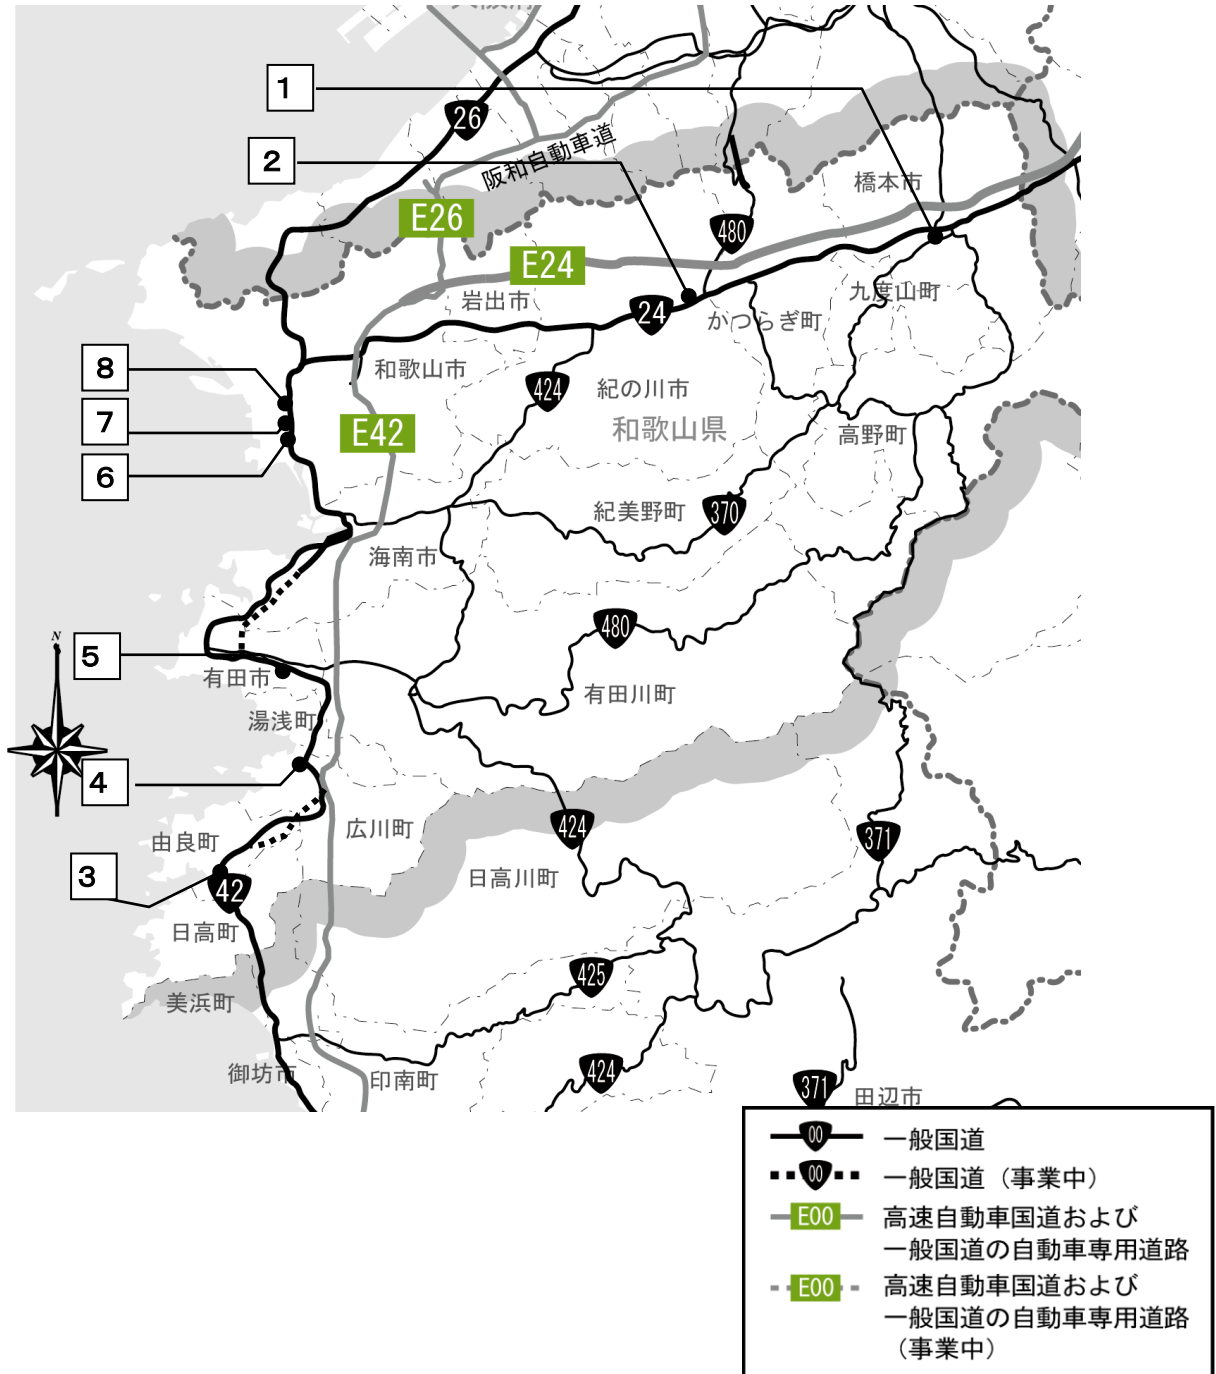 1
26
2
阪和自動車道
橋本市
E26
480
E24
岩出市
九度山町
24
かつらぎ町
8
和歌山市
424
紀の川市
7
E42
和歌山県
高野町
6
紀美野町
370
海南市
480
N
5
有田市
有田川町
湯浅町
4
424
広川町
371
由良町
3
42
日高川町
日高町
425
美浜町
御坊市
印南町
424
371
田辺市
00
一般国道
00
一般国道（事業中）
E00
高速自動車国道および
一般国道の自動車専用道路
E00
高速自動車国道および
一般国道の自動車専用道路
（事業中）